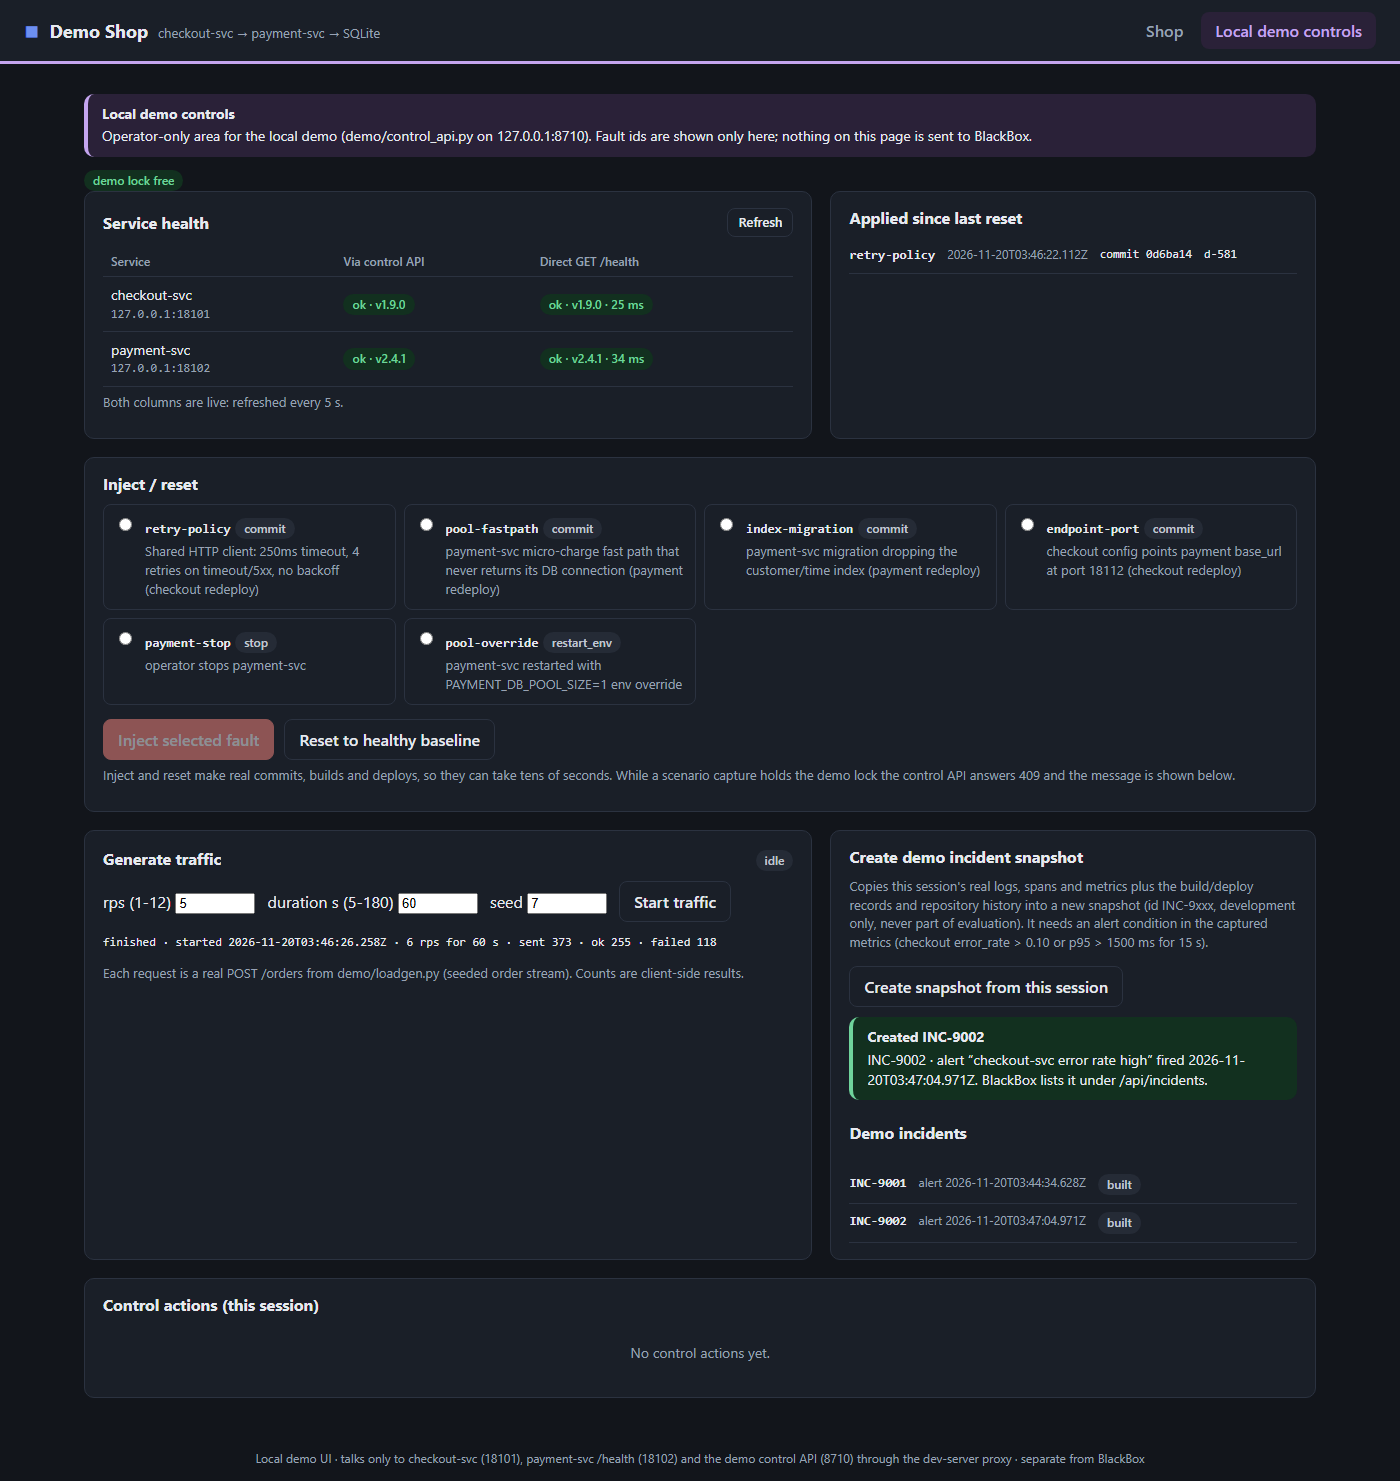 Demo Shop checkout-svc → payment-svc → SQLite
Shop Local demo controls
Local demo controls
Operator-only area for the local demo (demo/control_api.py on 127.0.0.1:8710). Fault ids are shown only here; nothing on this page is sent to BlackBox.
demo lock free
Service health Refresh
Service Via control API Direct GET /health
checkout-svc ok · v1.9.0 ok · v1.9.0 · 25 ms
127.0.0.1:18101
payment-svc ok · v2.4.1 ok · v2.4.1 · 34 ms
127.0.0.1:18102
Both columns are live: refreshed every 5 s.
Applied since last reset
retry-policy 2026-11-20T03:46:22.112Z commit 0d6ba14 d-581
Inject / reset
retry-policy commit
Shared HTTP client: 250ms timeout, 4
retries on timeout/5xx, no backoff
(checkout redeploy)
pool-fastpath commit
payment-svc micro-charge fast path that
never returns its DB connection (payment
redeploy)
index-migration commit
payment-svc migration dropping the
customer/time index (payment redeploy)
endpoint-port commit
checkout config points payment base_url
at port 18112 (checkout redeploy)
payment-stop stop
operator stops payment-svc
pool-override restart_env
payment-svc restarted with
PAYMENT_DB_POOL_SIZE=1 env override
Inject selected fault Reset to healthy baseline
Inject and reset make real commits, builds and deploys, so they can take tens of seconds. While a scenario capture holds the demo lock the control API answers 409 and the message is shown below.
Generate traffic idle
rps (1-12) 5 duration s (5-180) 60 seed 7 Start traffic
finished · started 2026-11-20T03:46:26.258Z · 6 rps for 60 s · sent 373 · ok 255 · failed 118
Each request is a real POST /orders from demo/loadgen.py (seeded order stream). Counts are client-side results.
Create demo incident snapshot
Copies this session's real logs, spans and metrics plus the build/deploy
records and repository history into a new snapshot (id INC-9xxx, development
only, never part of evaluation). It needs an alert condition in the captured
metrics (checkout error_rate > 0.10 or p95 > 1500 ms for 15 s).
Create snapshot from this session
Created INC-9002
INC-9002 · alert “checkout-svc error rate high” fired 2026-11-
20T03:47:04.971Z. BlackBox lists it under /api/incidents.
Demo incidents
INC-9001 alert 2026-11-20T03:44:34.628Z built
INC-9002 alert 2026-11-20T03:47:04.971Z built
Control actions (this session)
No control actions yet.
Local demo UI · talks only to checkout-svc (18101), payment-svc /health (18102) and the demo control API (8710) through the dev-server proxy · separate from BlackBox